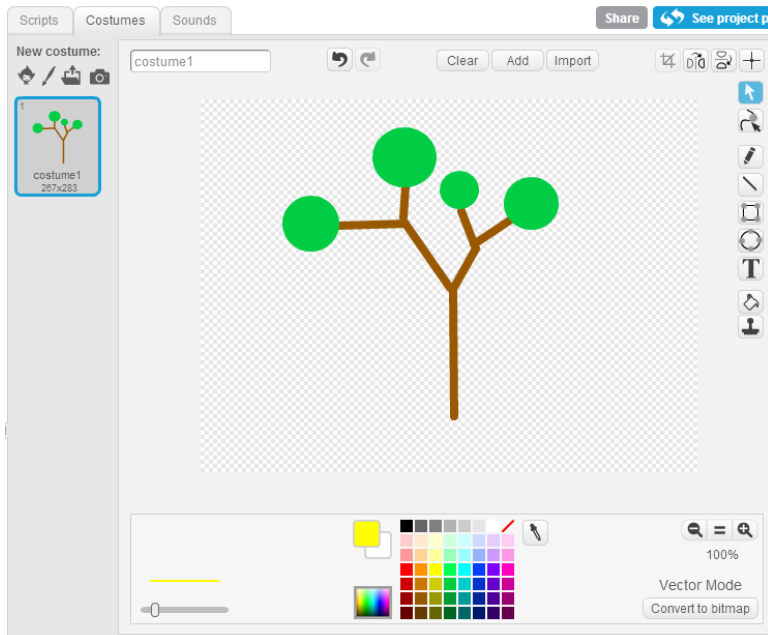 Scripts
Costumes
Sounds
Share
See project p
New costume:
costume1
Clear
Add
Import
1
costume1
267x283
T
100%
Vector Mode
Convert to bitmap